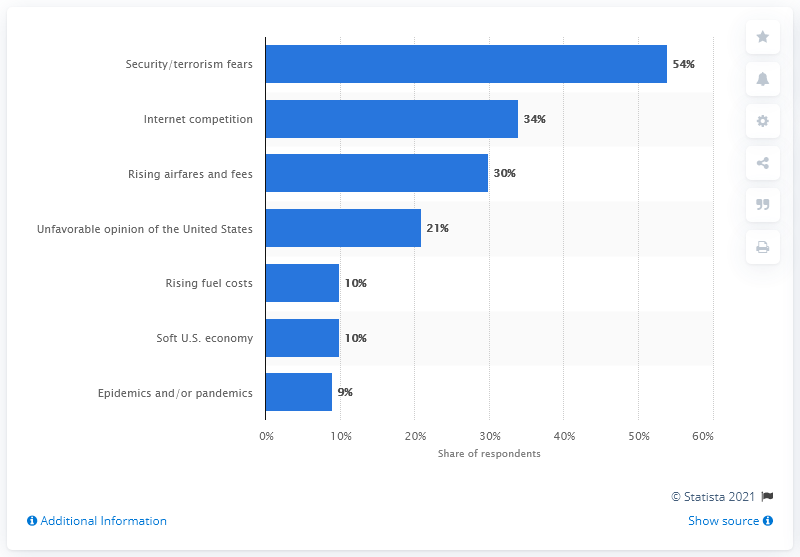 Security/terrorism fears 54%
Internet competition 34%
Rising airfares and fees 30%
Unfavorable opinion of the United States 21%
Rising fuel costs 10%
Soft U.S. economy 10%
Epidemics and/or pandemics 9%
0% 10% 20% 30% 40% 50% 60%
Share of respondents
© Statista 2021
Additional Information Show source